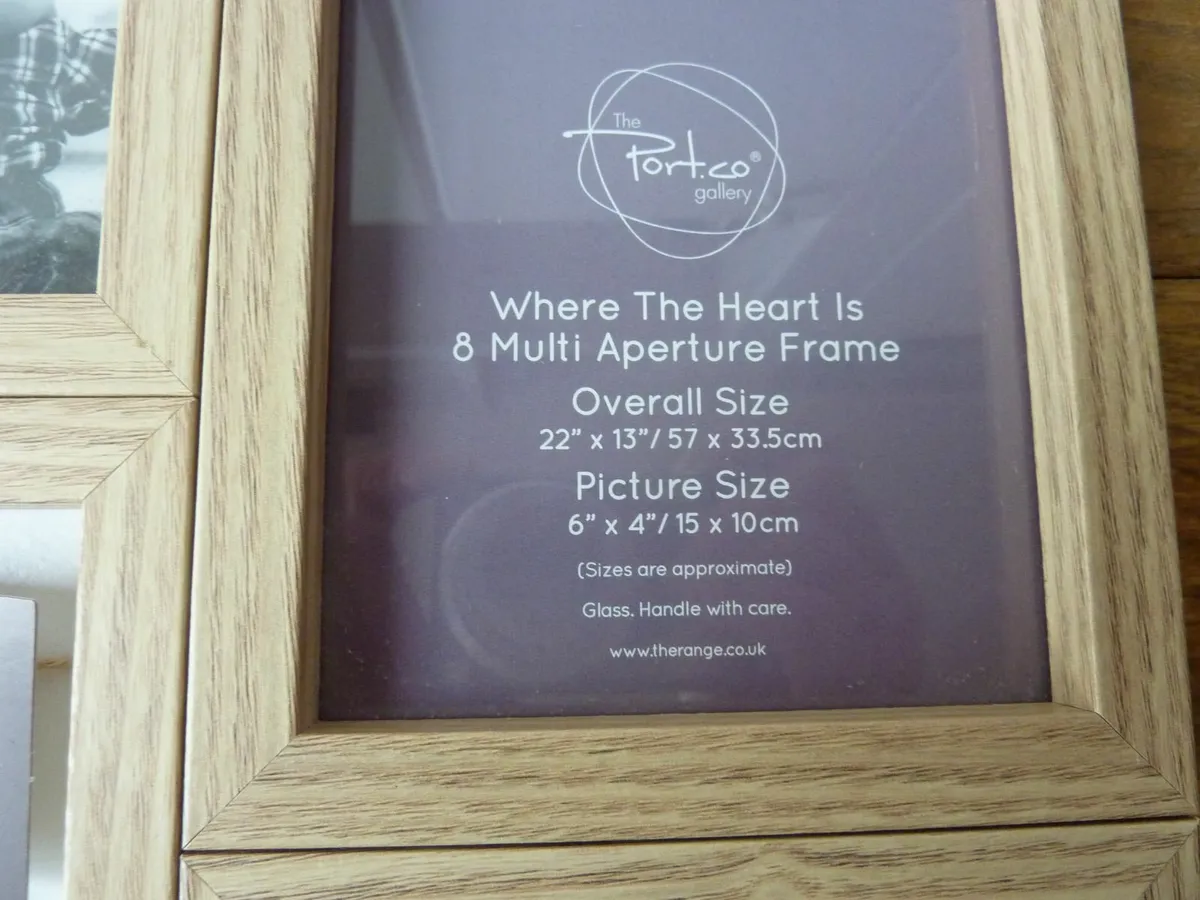 The
Port.co®
gallery
Where The Heart Is
8 Multi Aperture Frame
Overall Size
22” x 13”/ 57 x 33.5cm
Picture Size
6” x 4”/ 15 x 10cm
(Sizes are approximate)
Glass. Handle with care.
www.therange.co.uk